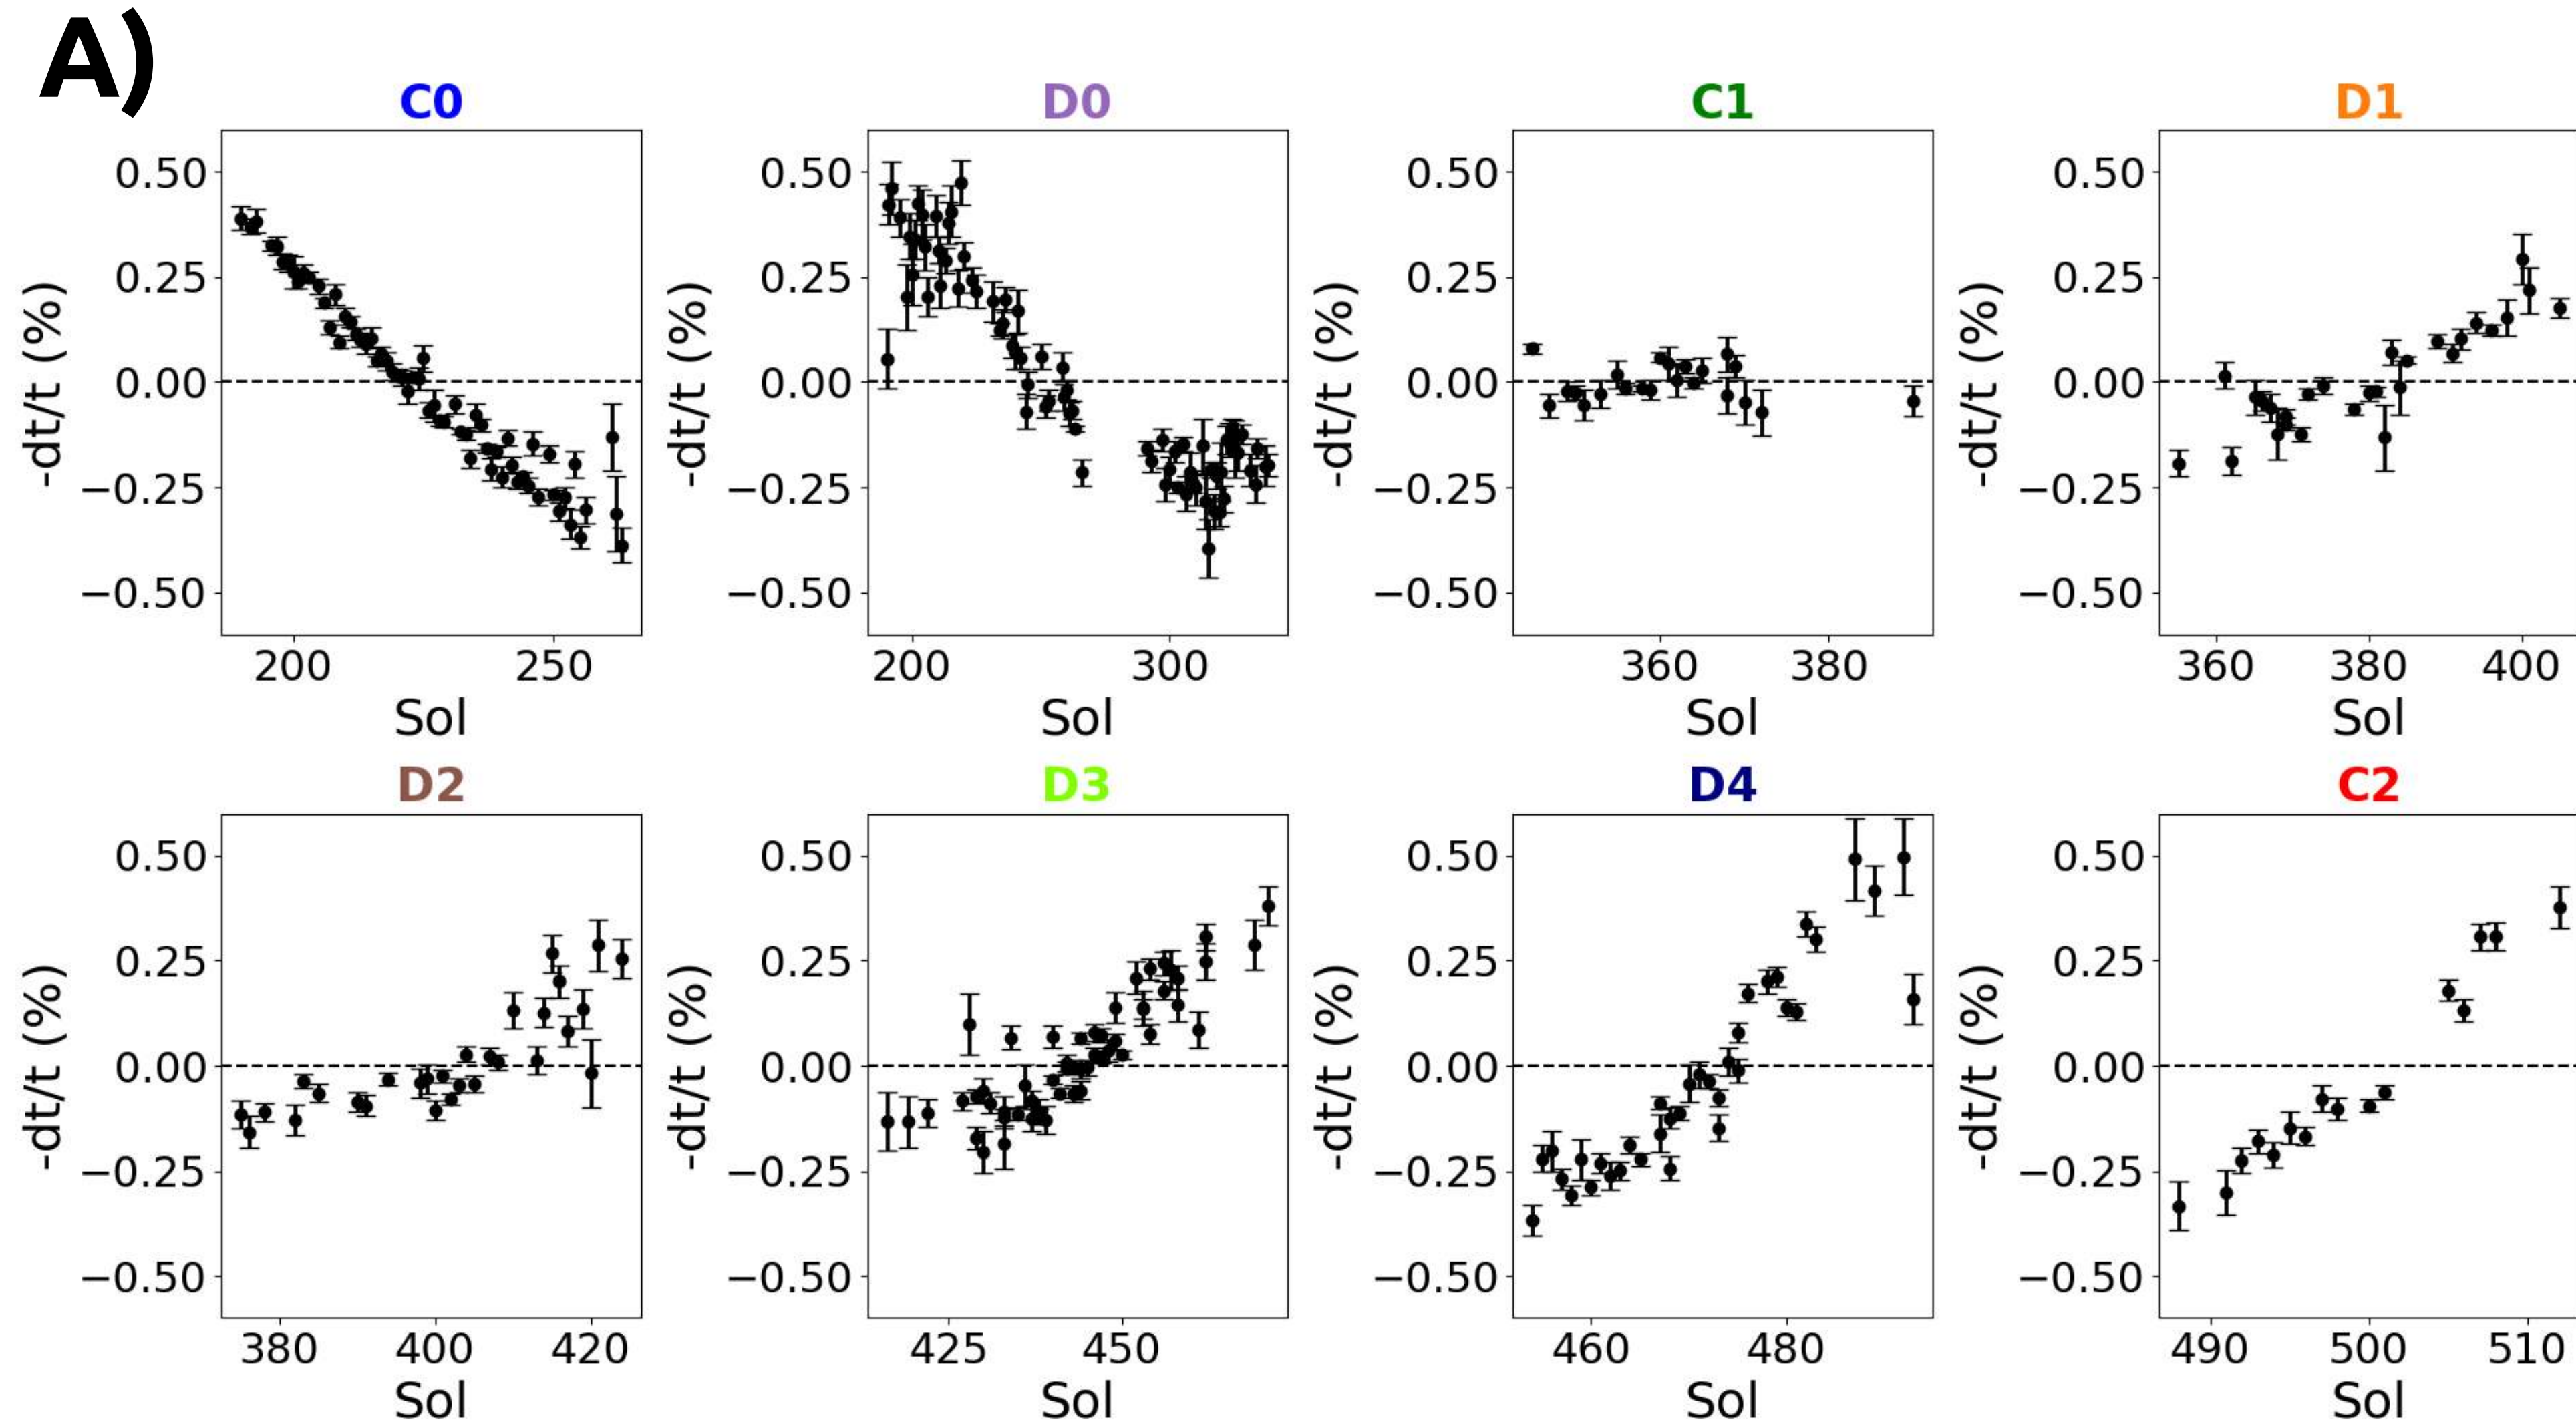 A)
C0 D0 C1 D1
0.50 0.50 0.50 0.50
0.25 0.25 0.25 0.25
0.00 0.00 0.00 0.00
−0.25 −0.25 −0.25 −0.25
−0.50 −0.50 −0.50 −0.50
-dt/t (%) -dt/t (%) -dt/t (%) -dt/t (%)
200 250 200 300 360 380 360 380 400
Sol Sol Sol Sol
D2 D3 D4 C2
0.50 0.50 0.50 0.50
0.25 0.25 0.25 0.25
0.00 0.00 0.00 0.00
−0.25 −0.25 −0.25 −0.25
−0.50 −0.50 −0.50 −0.50
-dt/t (%) -dt/t (%) -dt/t (%) -dt/t (%)
380 400 420 425 450 460 480 490 500 510
Sol Sol Sol Sol